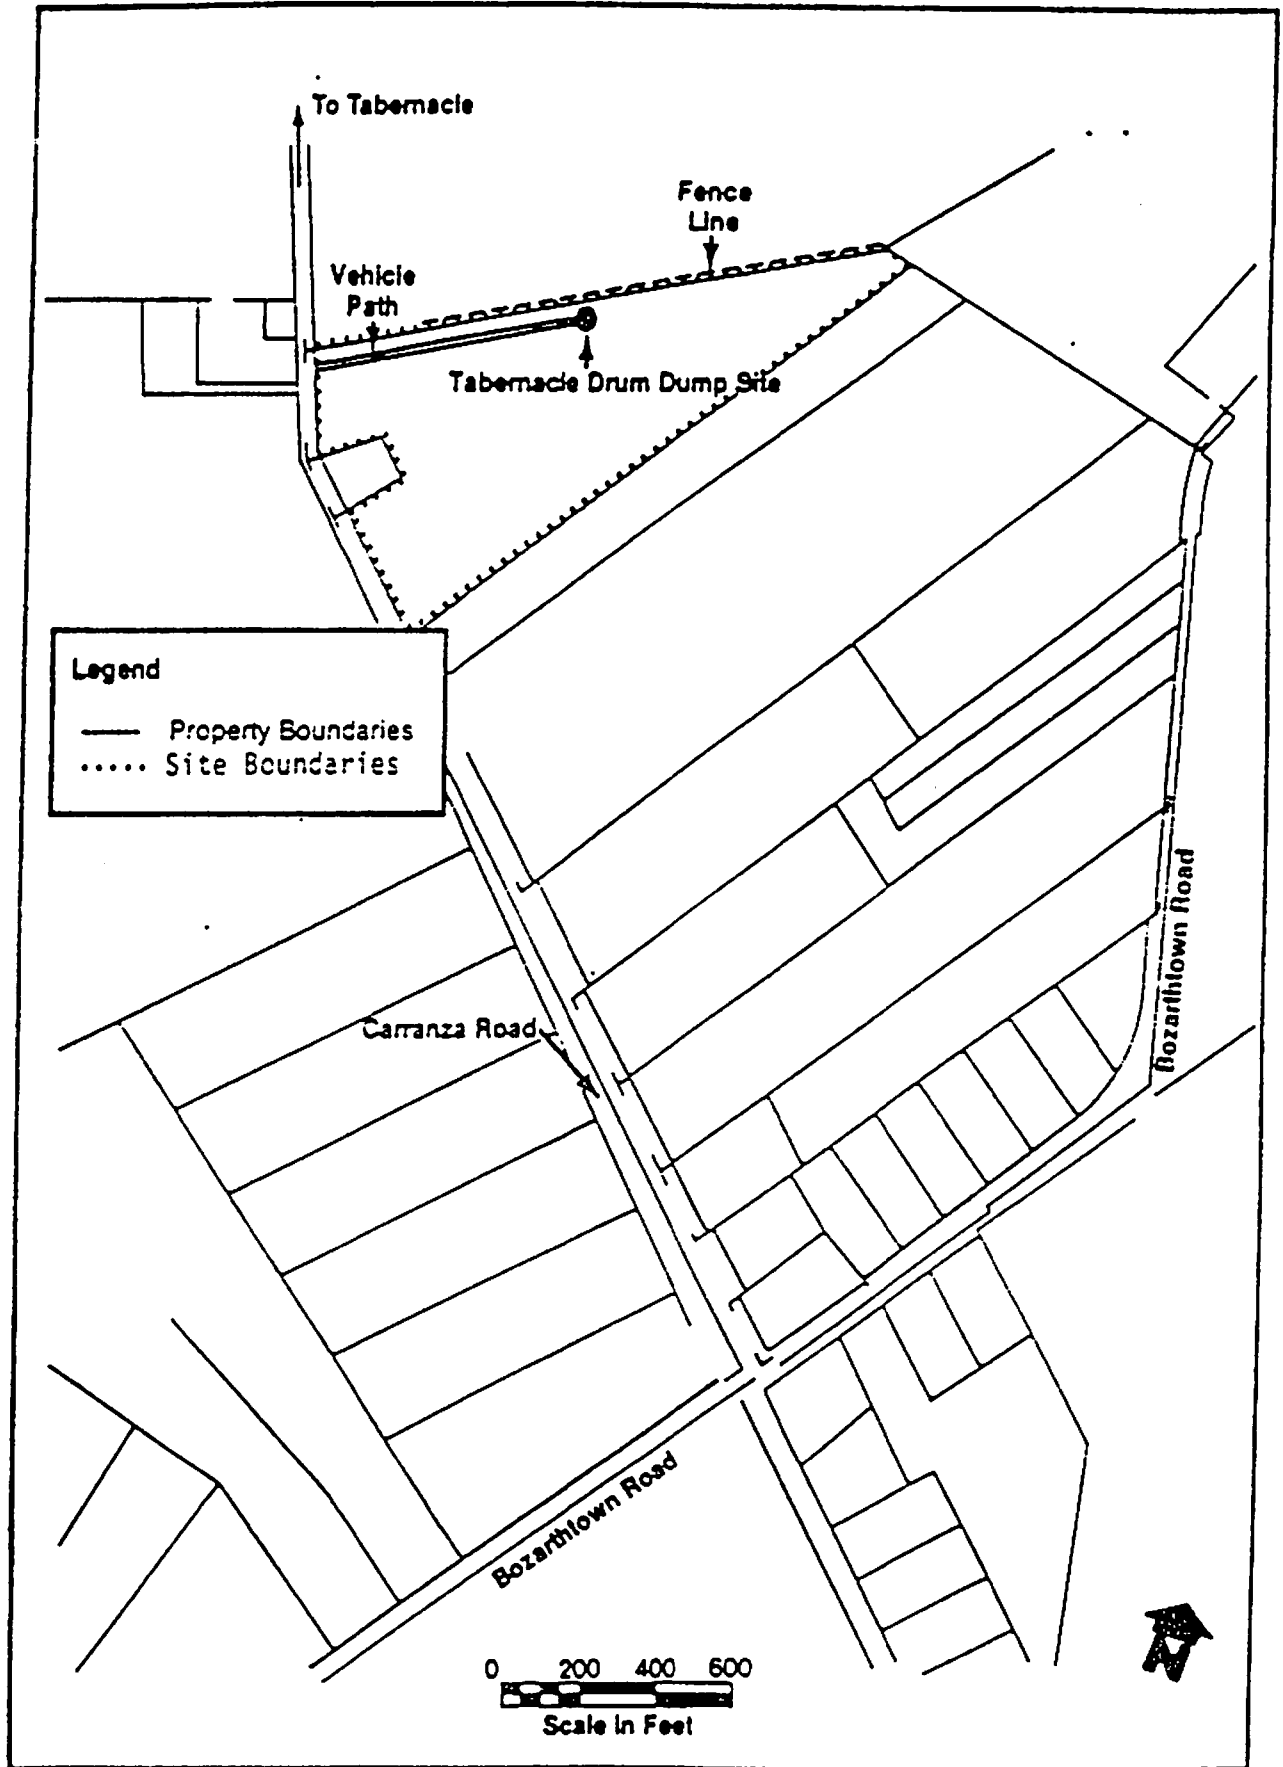 To Tabernacle
Fence
Line
Vehicle
Path
Tabernacle Drum Dump Site
Legend
Property Boundaries
Site Boundaries
Carranza Road
Bozarthtown Road
Bozarthtown Road
N
0 200 400 600
Scale in Feet